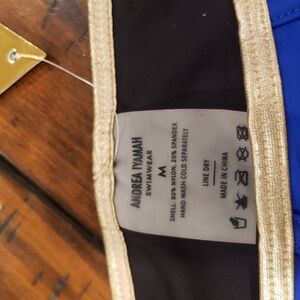 ANDREA IYAMAH
SWIMWEAR
M
SHELL: 80% NYLON, 20% SPANDEX
HAND WASH COLD SEPARATELY
LINE DRY
MADE IN CHINA